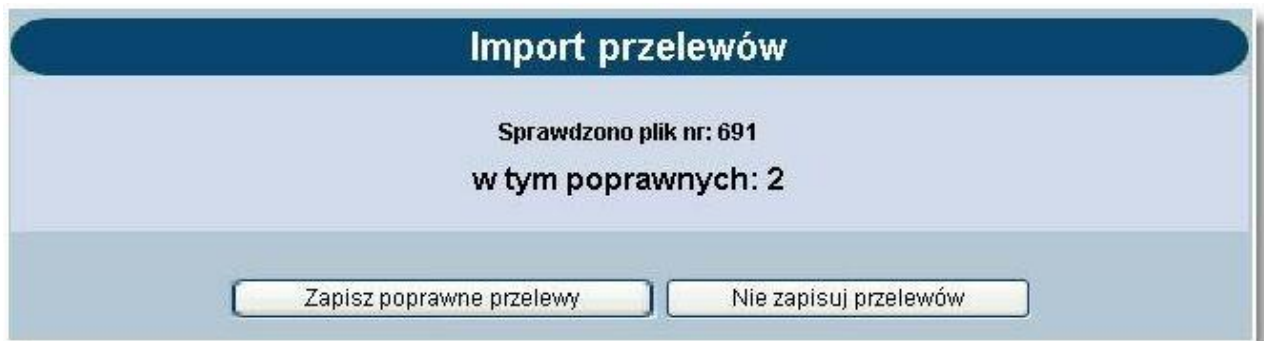 Import przelewów
Sprawdzono plik nr: 691
w tym poprawnych: 2
Zapisz poprawne przelewy
Nie zapisuj przelewów